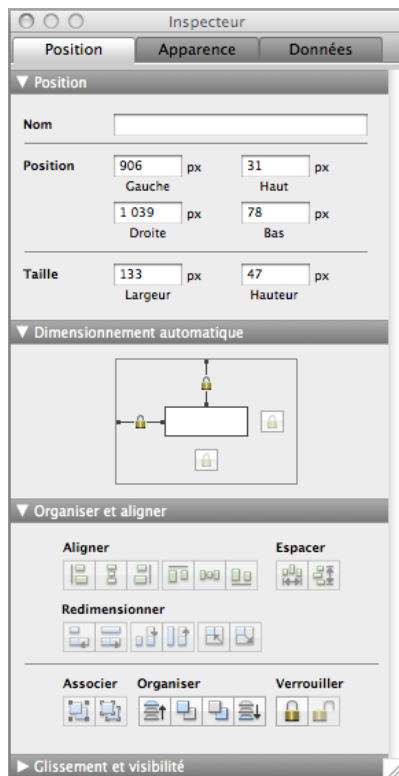 Inspecteur
Position Apparence Données
Position
Nom
Position 906 px 31 px
Gauche Haut
1 039 px 78 px
Droite Bas
Taille 133 px 47 px
Largeur Hauteur
Dimensionnement automatique
Organiser et aligner
Aligner Espacer
Redimensionner
Associer Organiser Verrouiller
Glissement et visibilité